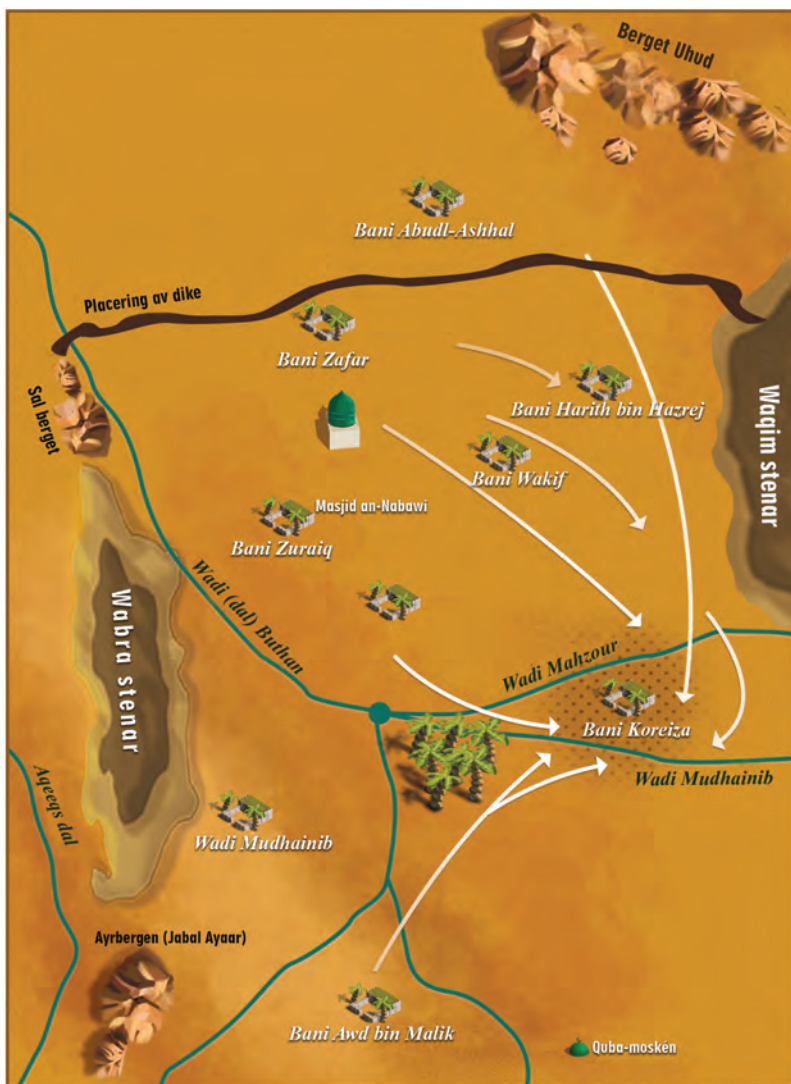 Berget Uhud
Bani Abudl-Ashhal
Placering av dike
Bani Zafar
Sal berget
Bani Harith bin Hazrej
Waqim stenar
Bani Wakif
Masjid an-Nabawi
Bani Zuraiq
Wadi (dal) Buthan
Wabra stenar
Wadi Mahzour
Bani Koreiza
Wadi Mudhainib
Aqeeqs dal
Wadi Mudhainib
Ayrbergen (Jabal Ayaar)
Bani Awd bin Malik
Quba-moskén